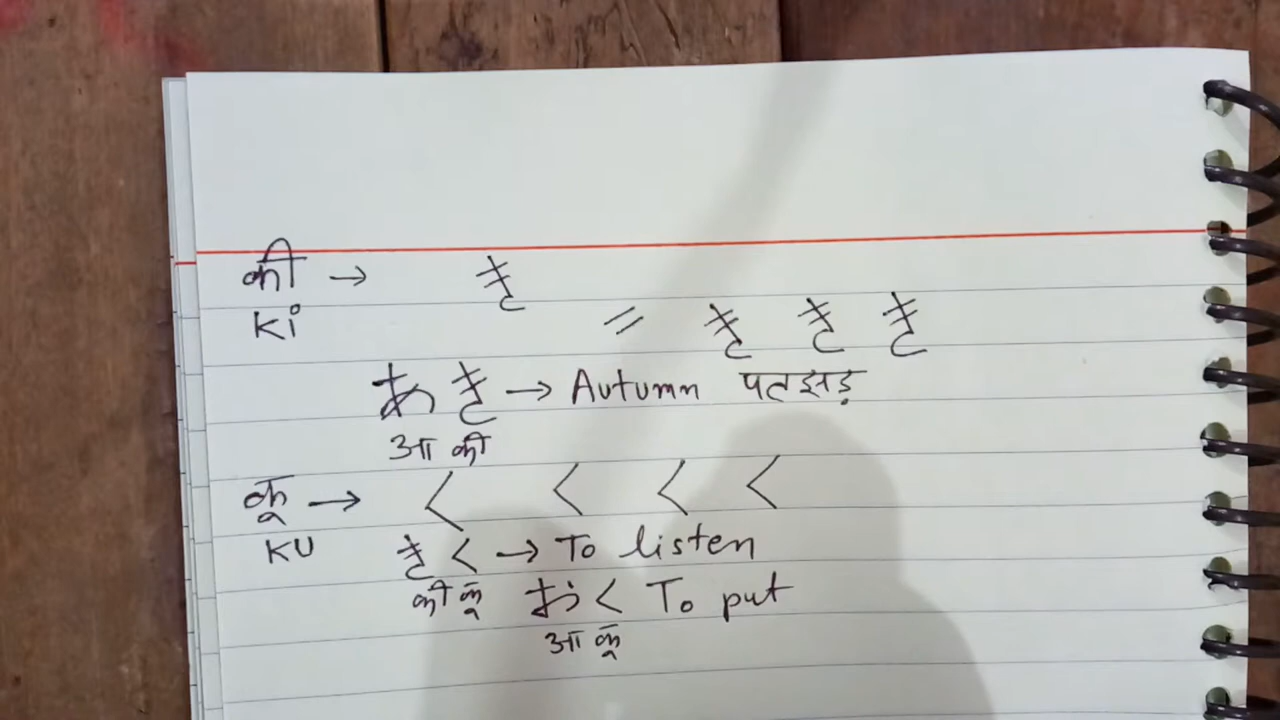 की → き
Ki = き き き
あき → Autumn पतझड़
आ की
कु → く く く く
KU きく → To listen
की कु おく To put
आ कु